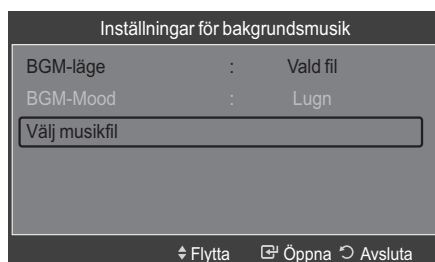 Inställningar för bakgrundsmusik
BGM-läge : Vald fil
BGM-Mood : Lugn
Välj musikfil
Flytta Öppna Avsluta